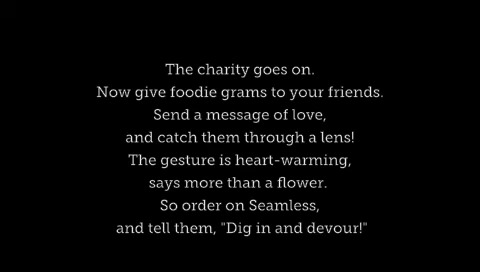 The charity goes on.
Now give foodie grams to your friends.
Send a message of love,
and catch them through a lens!
The gesture is heart-warming,
says more than a flower.
So order on Seamless,
and tell them, "Dig in and devour!"